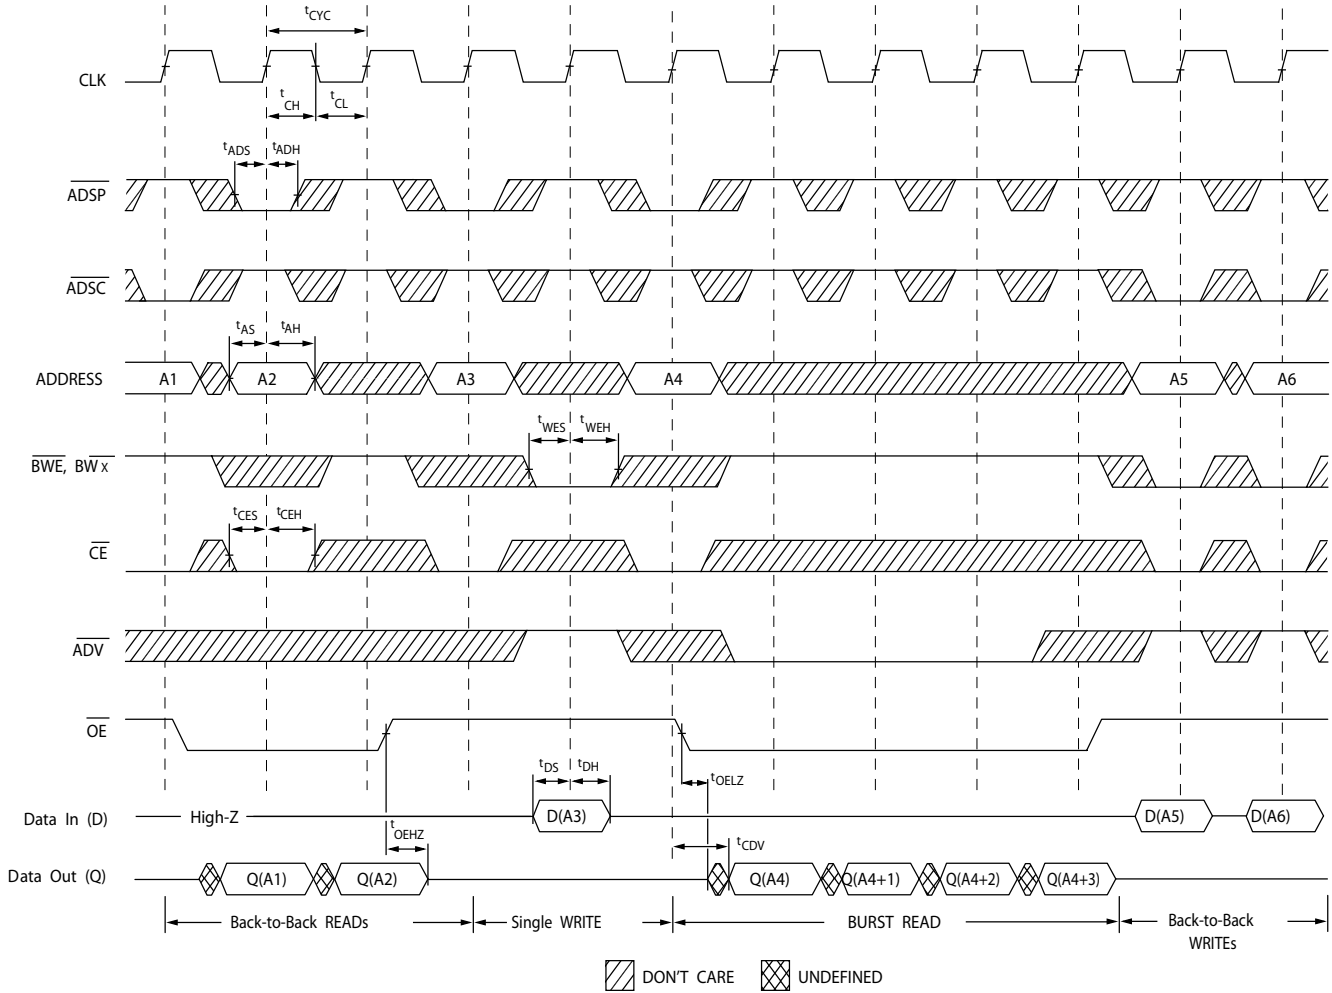 tCYC
CLK
tCH
tCL
tADS
tADH
ADSP
ADSC
tAS
tAH
ADDRESS
A1
A2
A3
A4
A5
A6
tWES
tWEH
BWE, BW x
tCES
tCEH
CE
ADV
OE
tDS
tDH
tOELZ
Data In (D)
High-Z
D(A3)
D(A5)
D(A6)
tOEHZ
tCDV
Data Out (Q)
Q(A1)
Q(A2)
Q(A4)
Q(A4+1)
Q(A4+2)
Q(A4+3)
Back-to-Back READs
Single WRITE
BURST READ
Back-to-Back
WRITEs
DON'T CARE
UNDEFINED